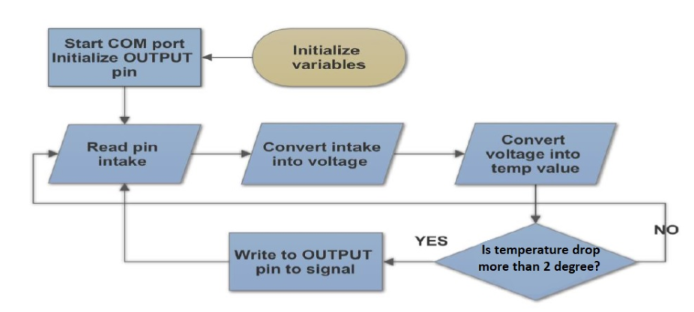 Start COM port
Initialize OUTPUT
pin
Initialize
variables
Read pin
intake
Convert intake
into voltage
Convert
voltage into
temp value
Is temperature drop
more than 2 degree?
YES
NO
Write to OUTPUT
pin to signal